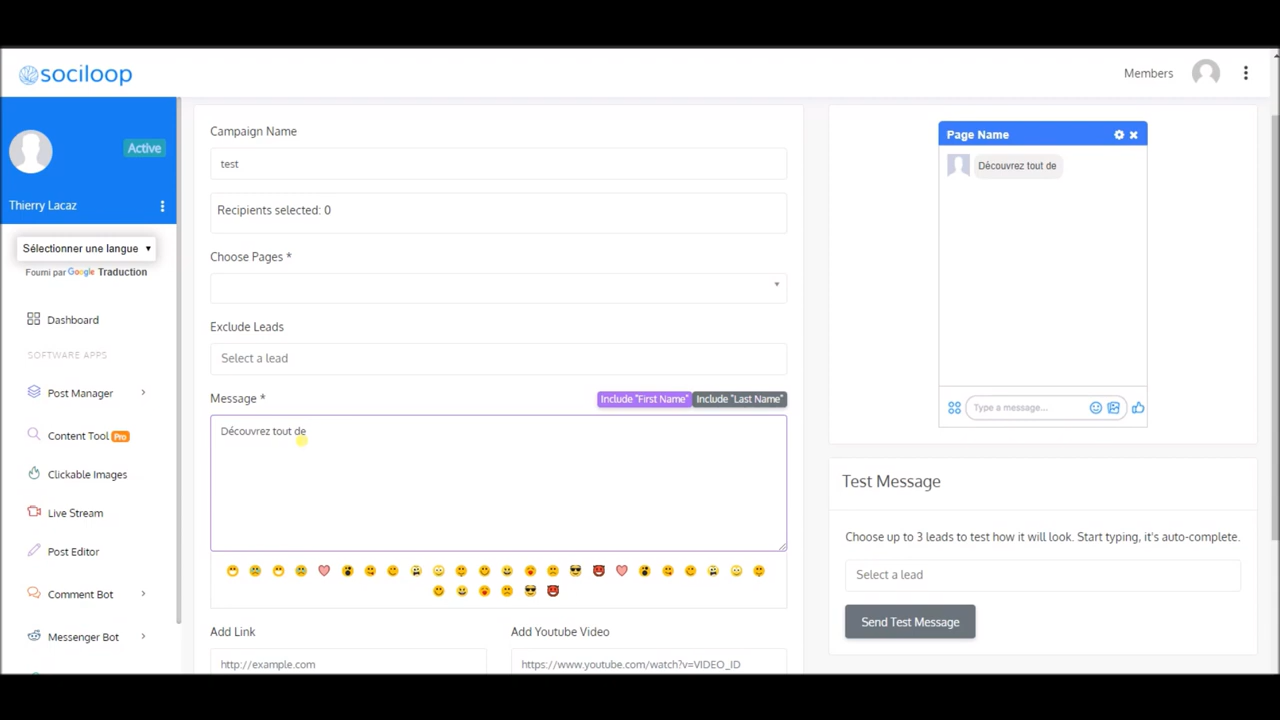 sociloop
Members
Active
Thierry Lacaz
Sélectionner une langue
Fourni par Google Traduction
Dashboard
SOFTWARE APPS
Post Manager
Content Tool Pro
Clickable Images
Live Stream
Post Editor
Comment Bot
Messenger Bot
Campaign Name
test
Recipients selected: 0
Choose Pages *
Exclude Leads
Select a lead
Message *
Include "First Name" Include "Last Name"
Découvrez tout de
Add Link
http://example.com
Add Youtube Video
https://www.youtube.com/watch?v=VIDEO_ID
Page Name
Découvrez tout de
Type a message...
Test Message
Choose up to 3 leads to test how it will look. Start typing, it's auto-complete.
Select a lead
Send Test Message